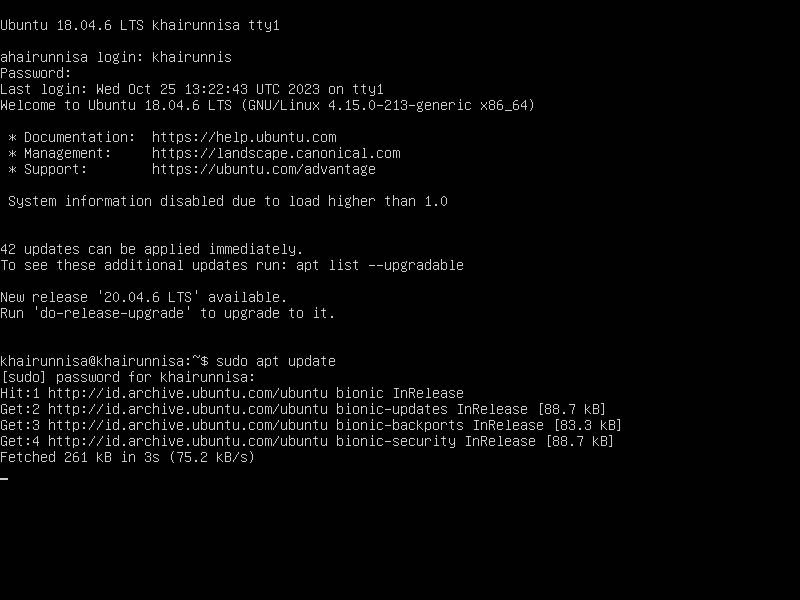 Ubuntu 18.04.6 LTS khairunnisa tty1
ahairunnisa login: khairunnis
Password:
Last login: Wed Oct 25 13:22:43 UTC 2023 on tty1
Welcome to Ubuntu 18.04.6 LTS (GNU/Linux 4.15.0-213-generic x86_64)
* Documentation:  https://help.ubuntu.com
* Management:     https://landscape.canonical.com
* Support:        https://ubuntu.com/advantage
System information disabled due to load higher than 1.0
42 updates can be applied immediately.
To see these additional updates run: apt list --upgradable
New release '20.04.6 LTS' available.
Run 'do-release-upgrade' to upgrade to it.
khairunnisa@khairunnisa:~$ sudo apt update
[sudo] password for khairunnisa:
Hit:1 http://id.archive.ubuntu.com/ubuntu bionic InRelease
Get:2 http://id.archive.ubuntu.com/ubuntu bionic-updates InRelease [88.7 kB]
Get:3 http://id.archive.ubuntu.com/ubuntu bionic-backports InRelease [83.3 kB]
Get:4 http://id.archive.ubuntu.com/ubuntu bionic-security InRelease [88.7 kB]
Fetched 261 kB in 3s (75.2 kB/s)